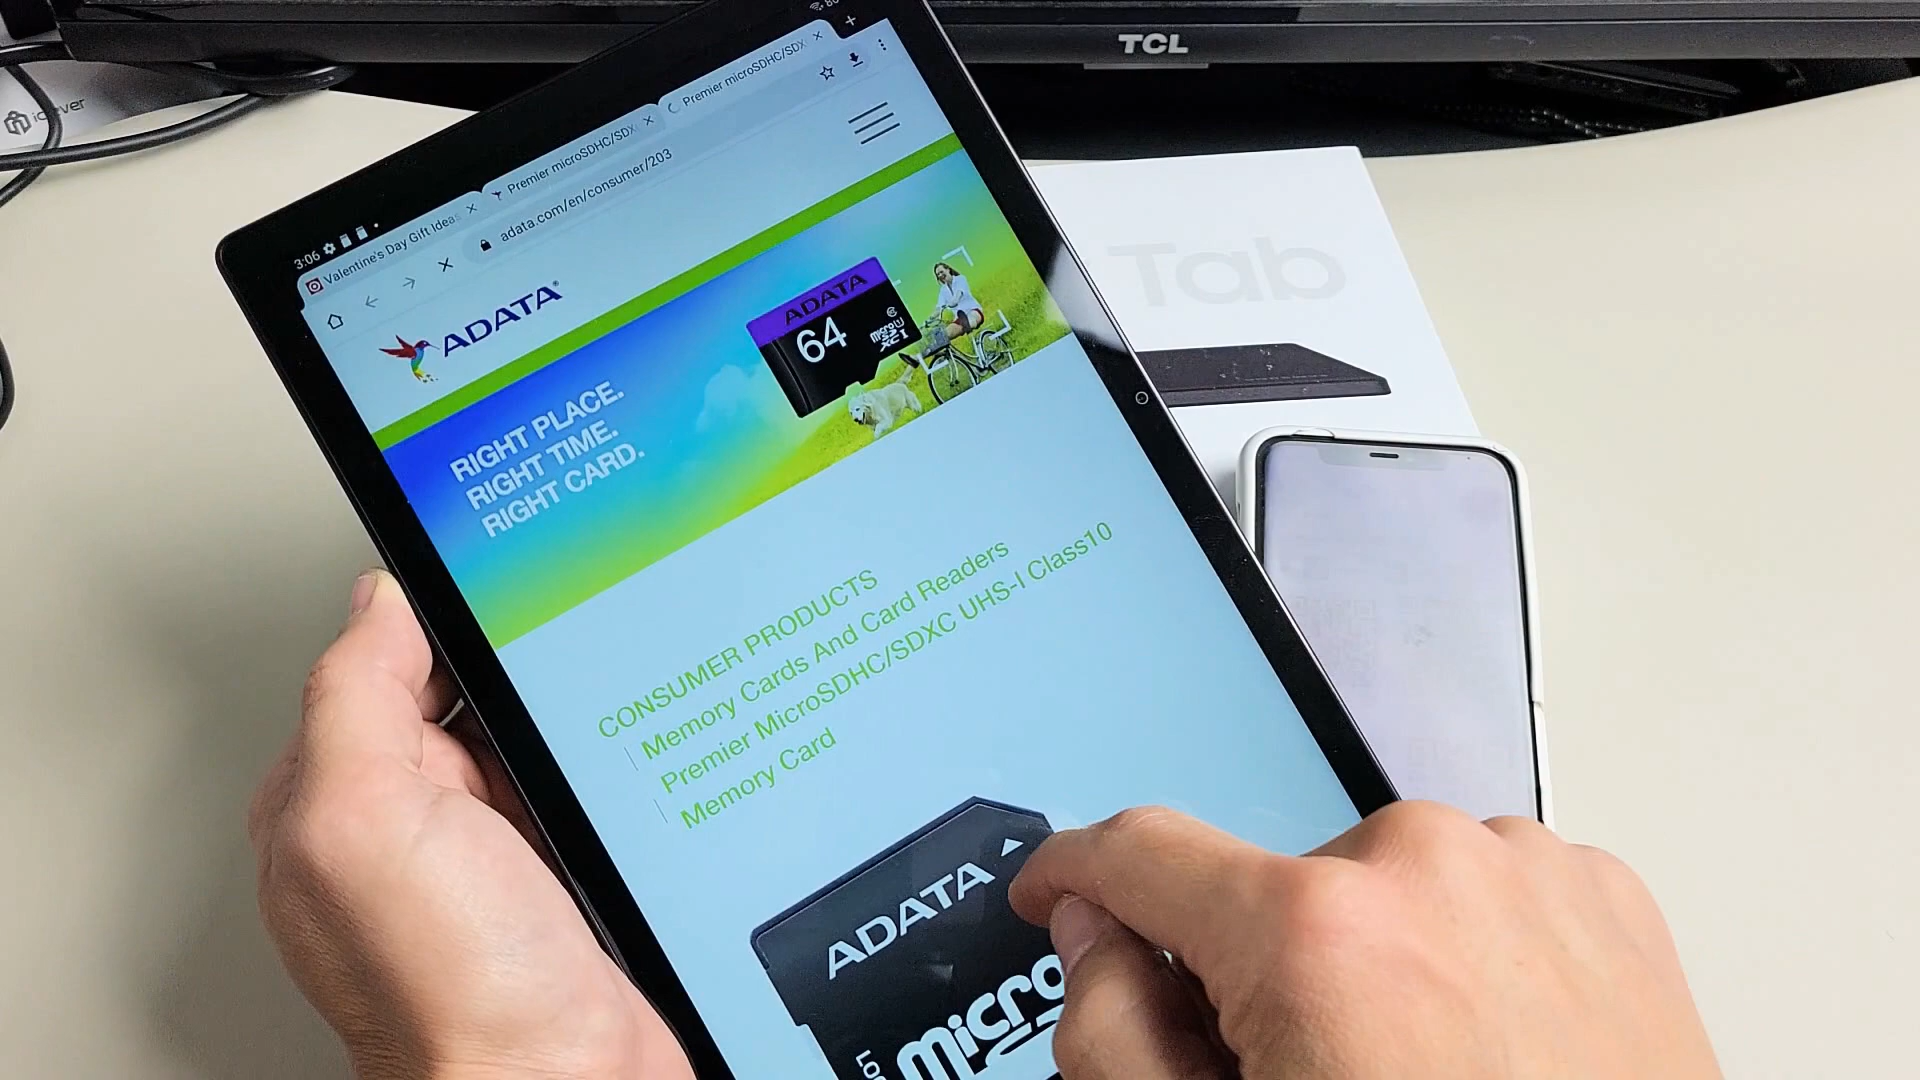 TCL
Tab
3:06
Valentine's Day Gift Ideas
Premier microSDHC/SDX
Premier microSDHC/SDXC
adata.com/en/consumer/203
ADATA
ADATA
64
micro
SD
XC I
RIGHT PLACE.
RIGHT TIME.
RIGHT CARD.
CONSUMER PRODUCTS
Memory Cards And Card Readers
Premier MicroSDHC/SDXC UHS-I Class10
Memory Card
ADATA
micro